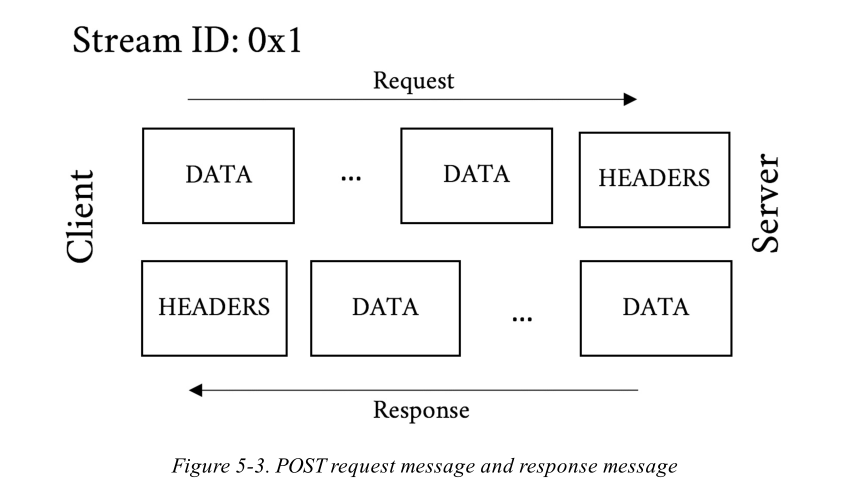 Stream ID: 0x1
Request
Client
DATA ... DATA HEADERS
Server
HEADERS DATA ... DATA
Response
Figure 5-3. POST request message and response message